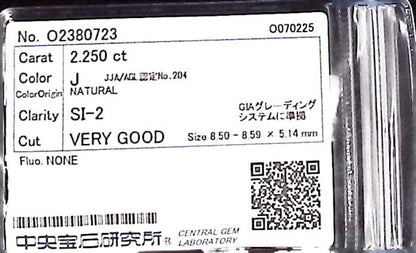 No. O2380723 O070225
Carat 2.250 ct
Color J JJA/AGL認定No.204
ColorOrigin NATURAL
Clarity SI-2 GIAグレーディング
システムに準拠
Cut VERY GOOD Size 8.50 - 8.59 × 5.14 mm
Fluo. NONE
中央宝石研究所® CENTRAL GEM
LABORATORY